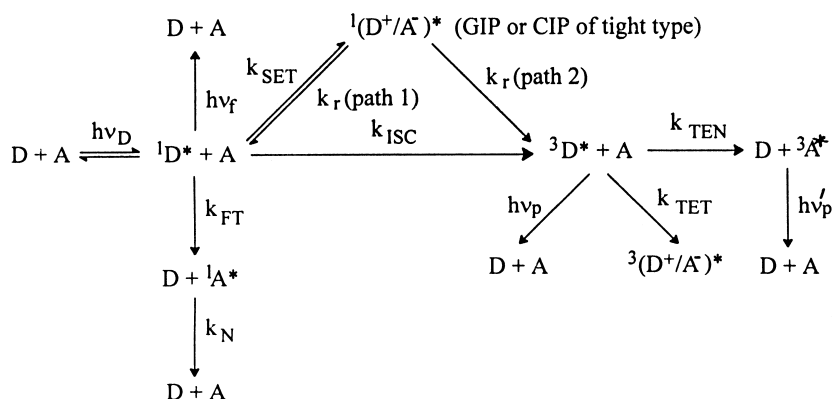 D + A
¹(D⁺/A⁻)* (GIP or CIP of tight type)
k_SET
hν_f
k_r (path 1)
k_r (path 2)
hν_D
k_ISC
k_TEN
D + A
¹D* + A
³D* + A
D + ³A*
k_FT
hν_p
k_TET
hν'_p
D + ¹A*
D + A
³(D⁺/A⁻)*
D + A
k_N
D + A